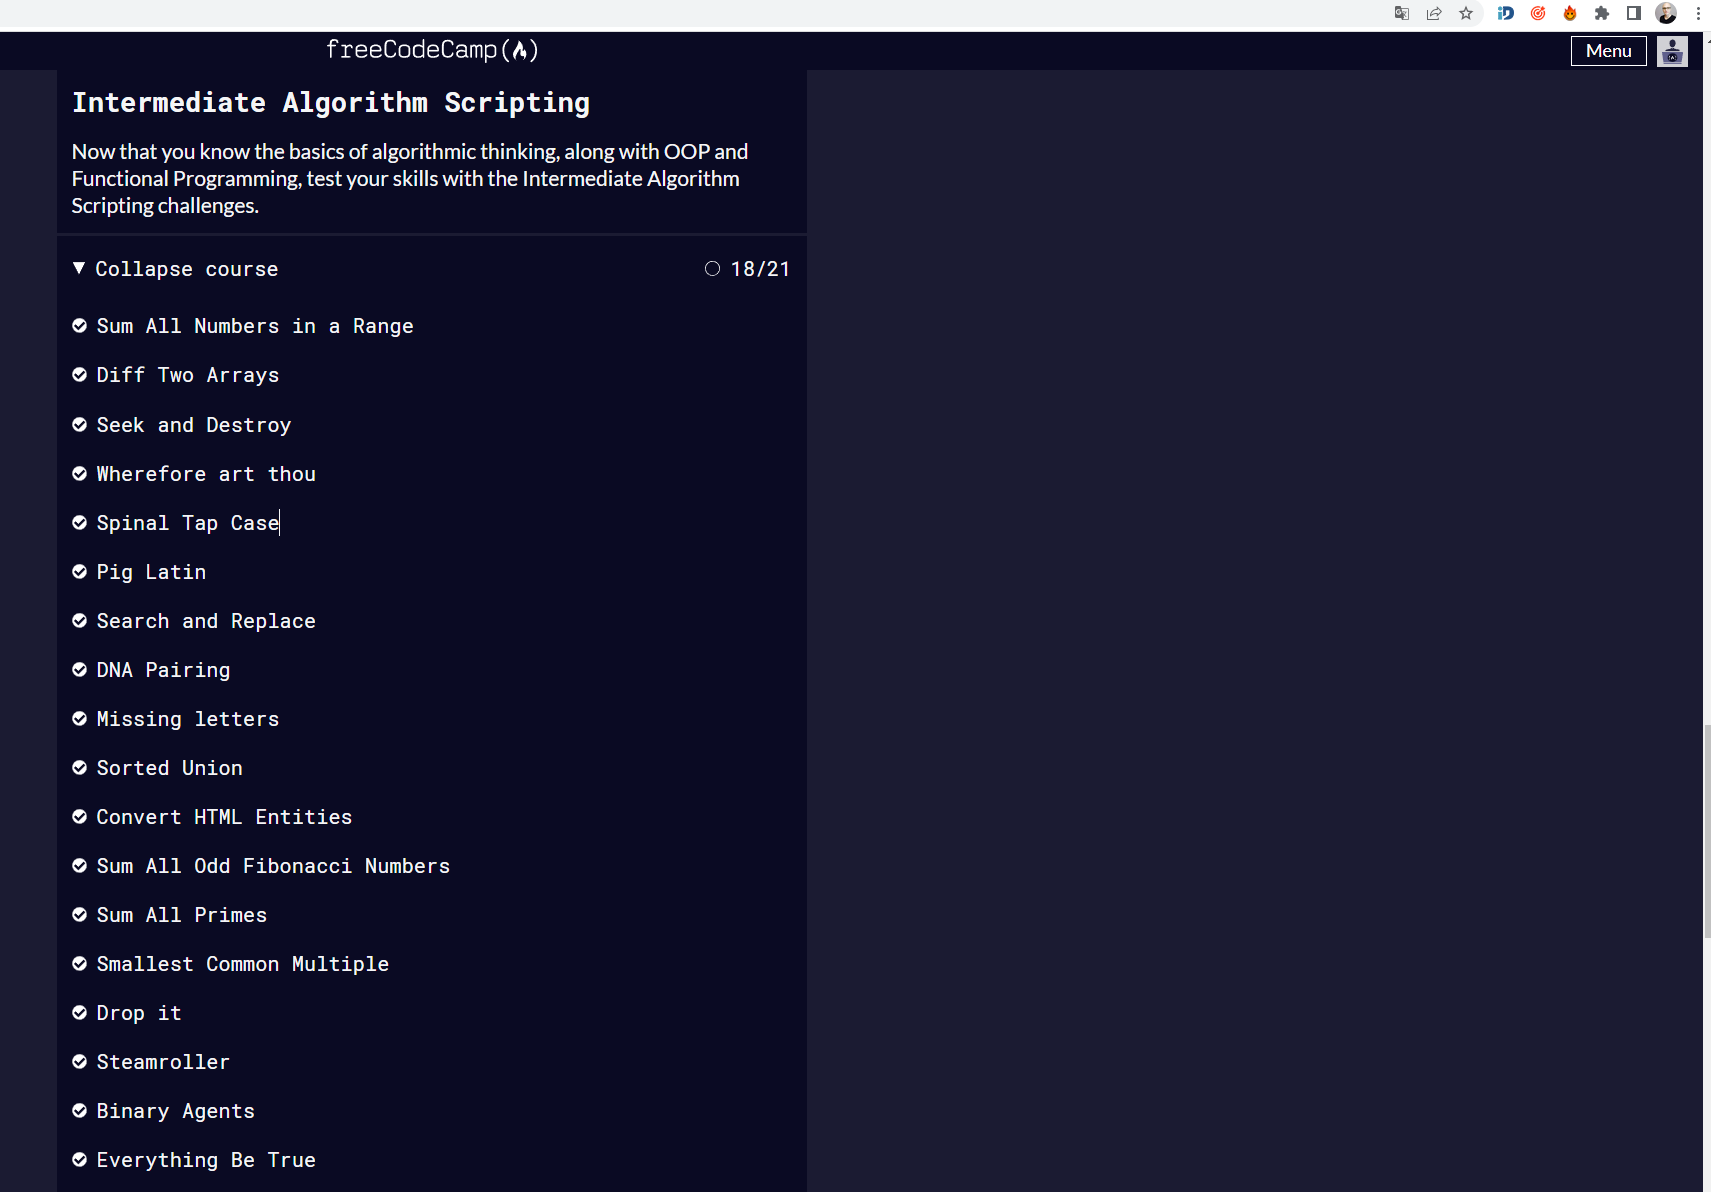 freeCodeCamp
Menu
Intermediate Algorithm Scripting
Now that you know the basics of algorithmic thinking, along with OOP and
Functional Programming, test your skills with the Intermediate Algorithm
Scripting challenges.
Collapse course 18/21
Sum All Numbers in a Range
Diff Two Arrays
Seek and Destroy
Wherefore art thou
Spinal Tap Case
Pig Latin
Search and Replace
DNA Pairing
Missing letters
Sorted Union
Convert HTML Entities
Sum All Odd Fibonacci Numbers
Sum All Primes
Smallest Common Multiple
Drop it
Steamroller
Binary Agents
Everything Be True